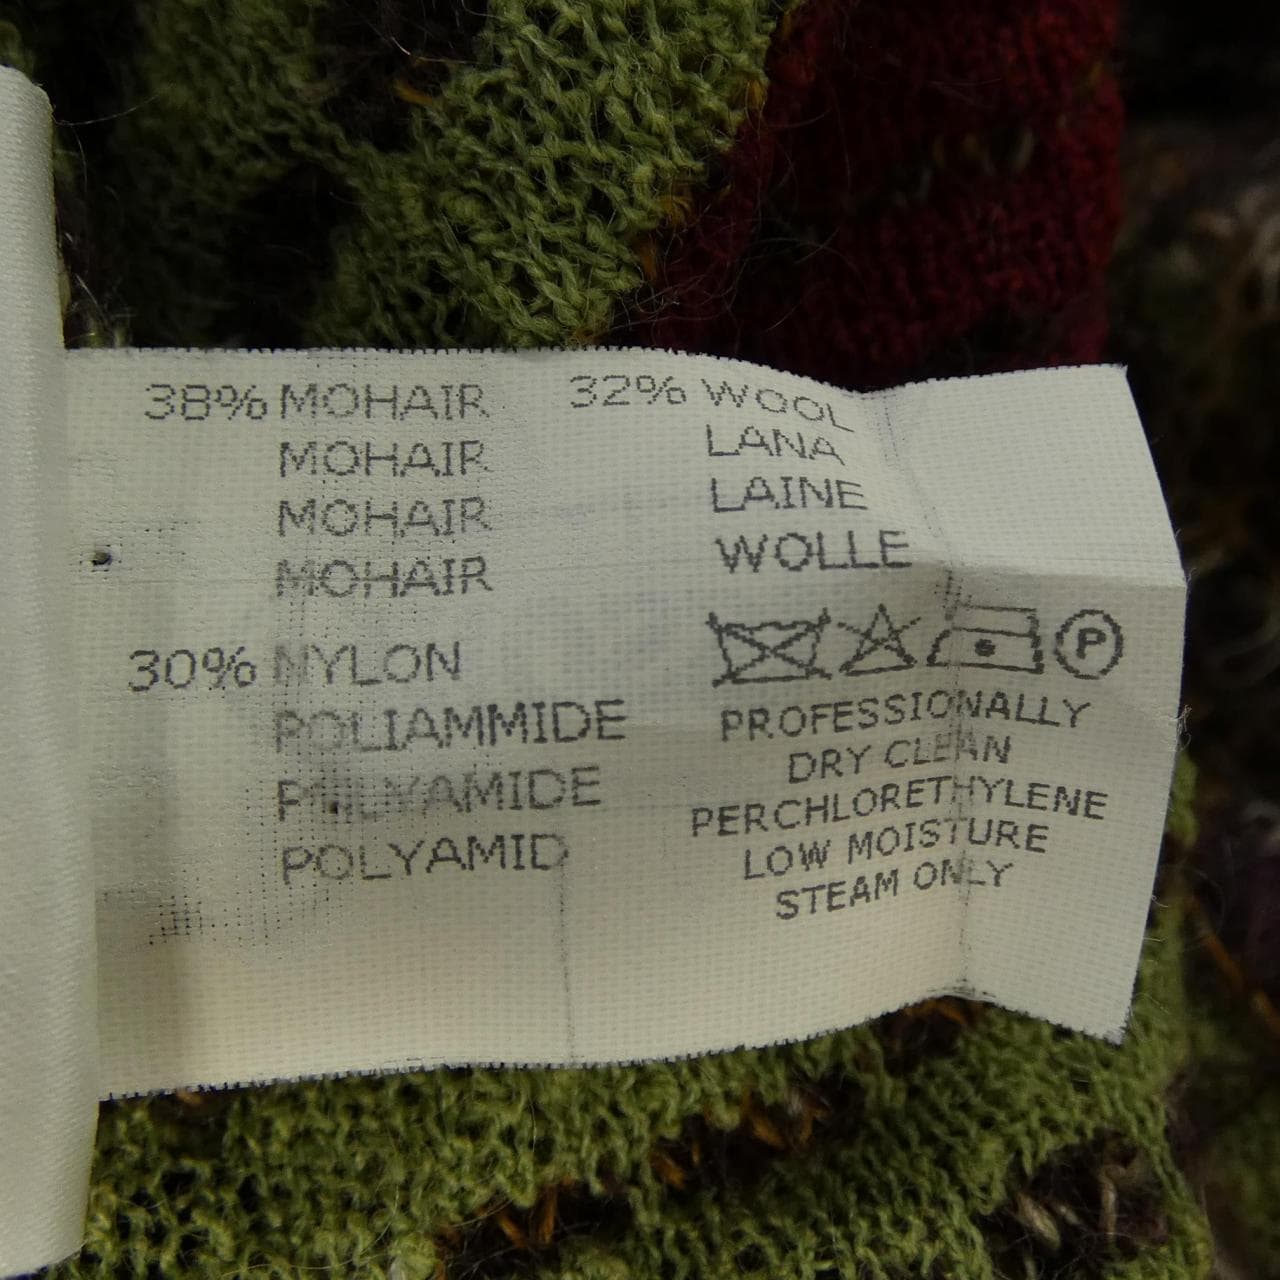 38% MOHAIR
MOHAIR
MOHAIR
MOHAIR
30% NYLON
POLIAMMIDE
POLYAMIDE
POLYAMID
32% WOOL
LANA
LAINE
WOLLE
P
PROFESSIONALLY
DRY CLEAN
PERCHLORETHYLENE
LOW MOISTURE
STEAM ONLY